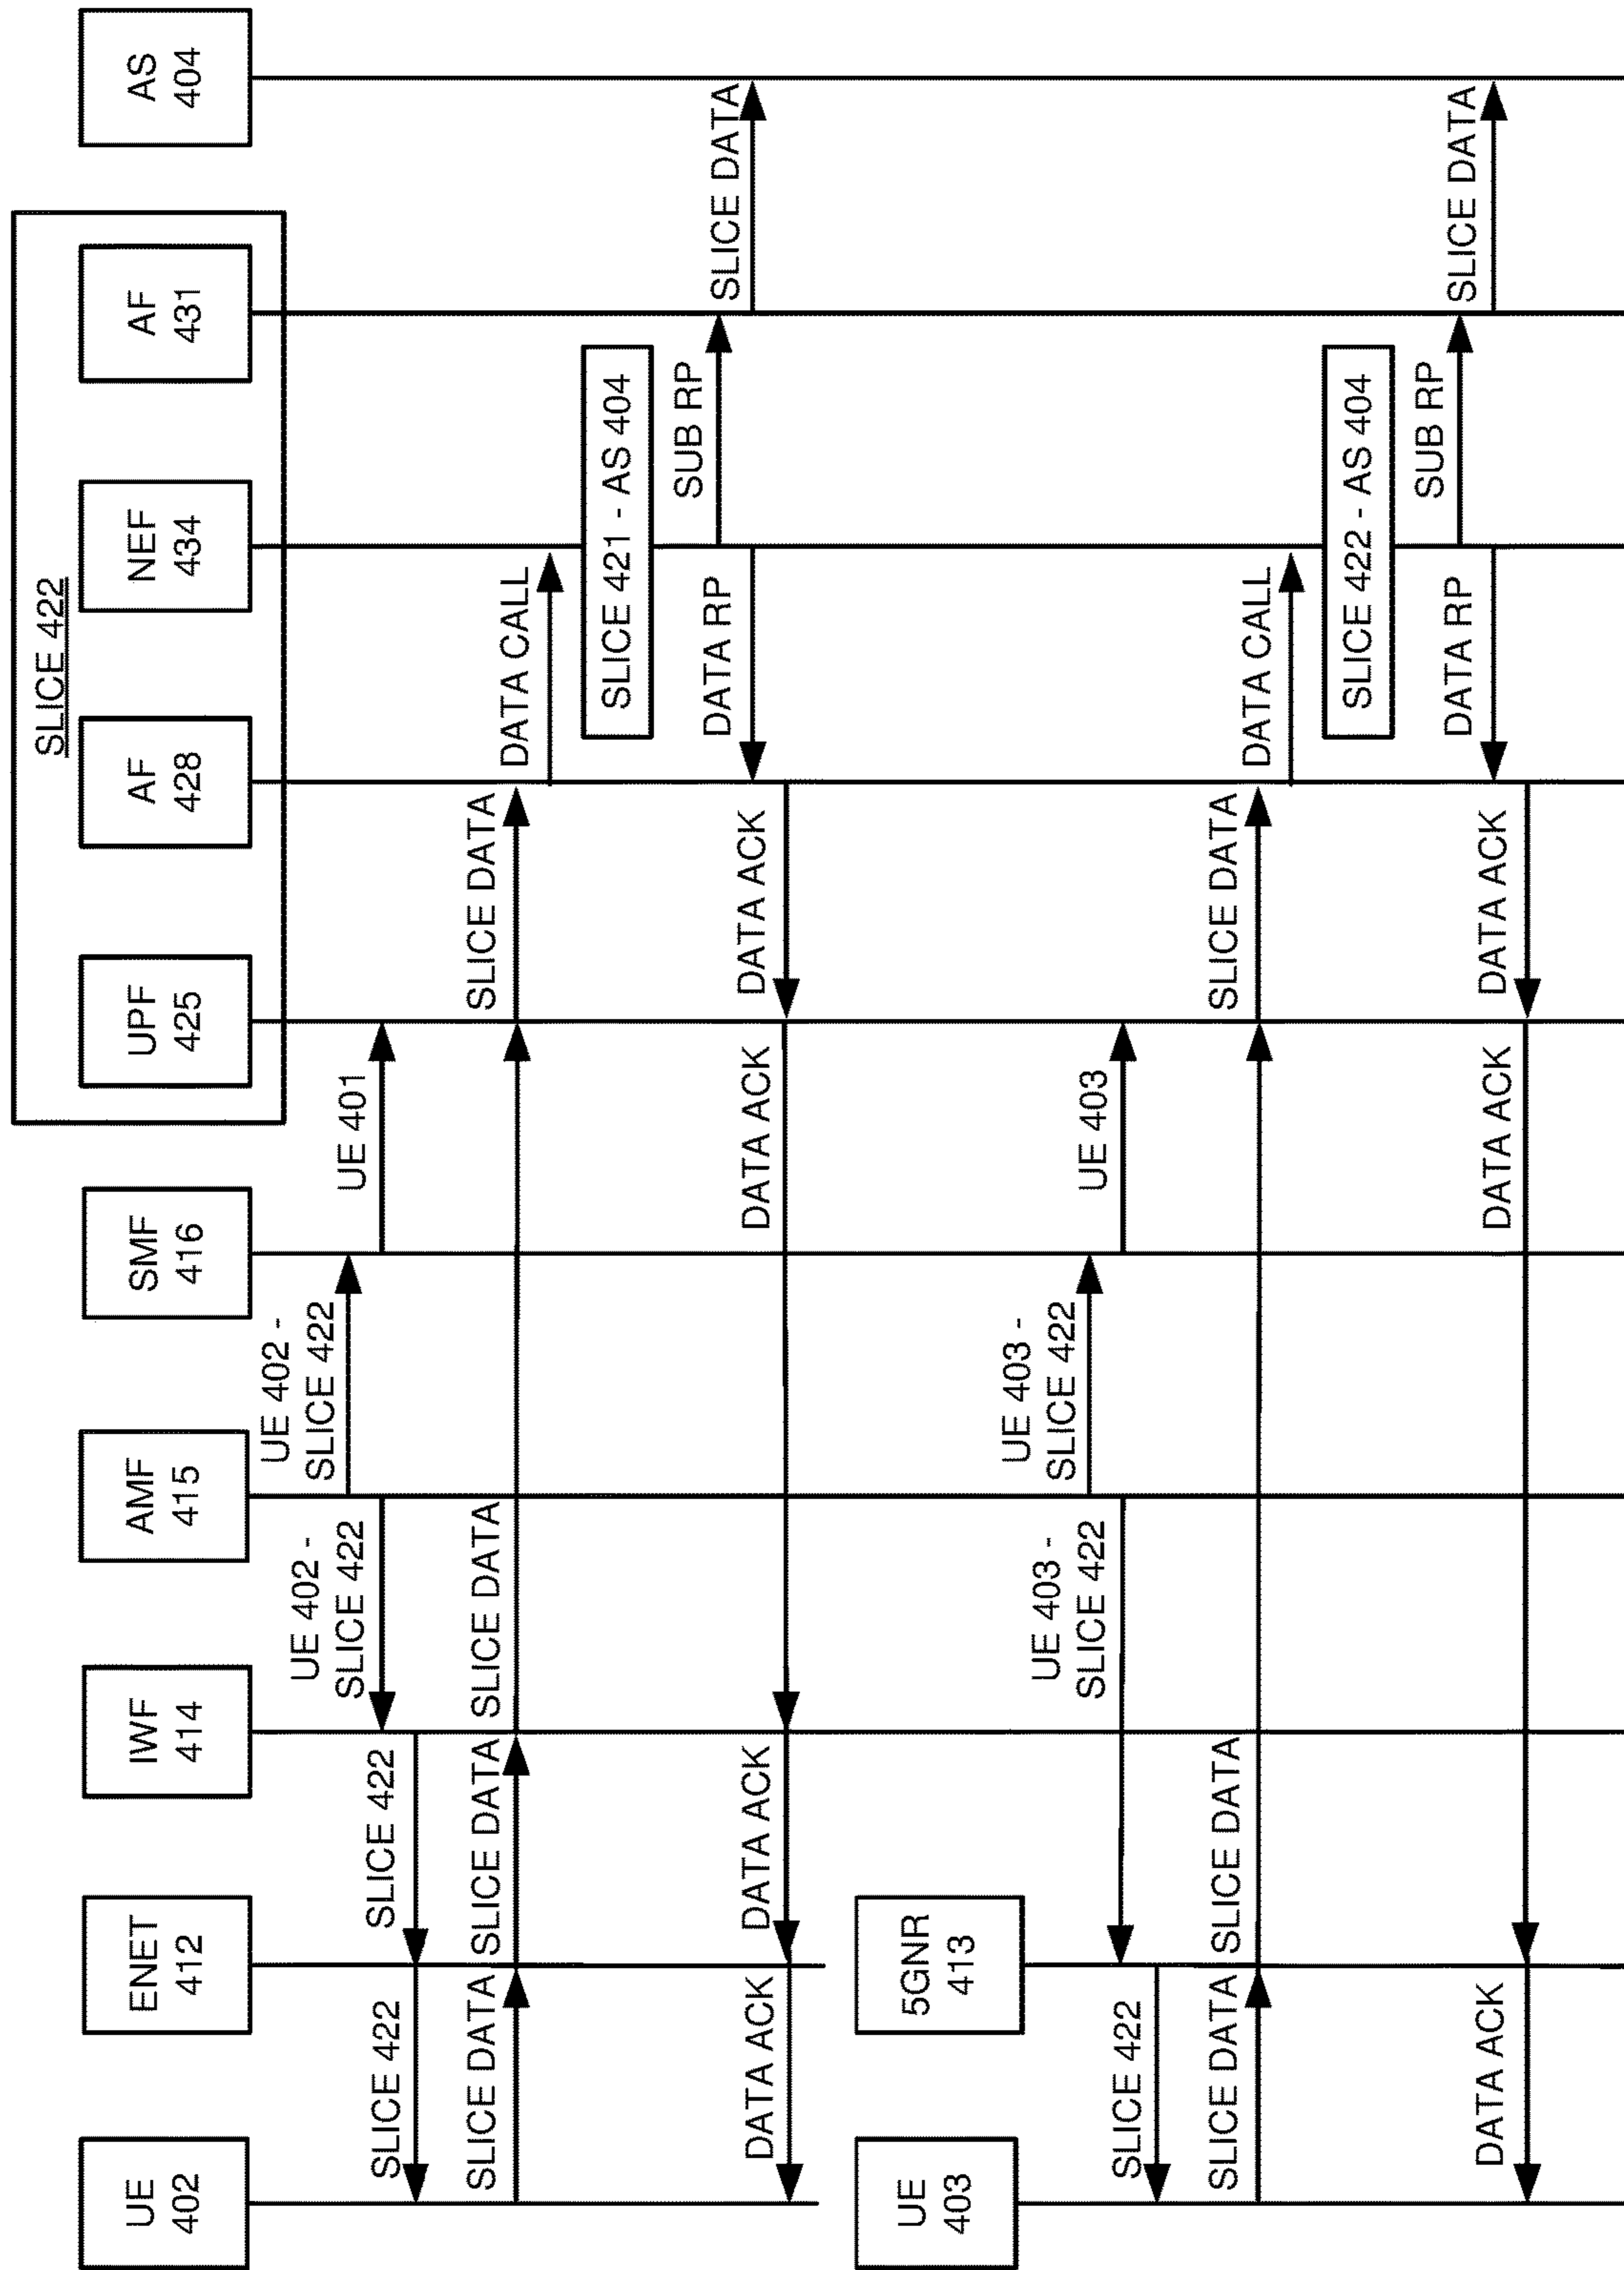 SLICE 422
UE
402
ENET
412
IWF
414
AMF
415
SMF
416
UPF
425
AF
428
NEF
434
AF
431
AS
404
UE 402 -
SLICE 422
UE 402 -
SLICE 422
UE 401
SLICE 422
SLICE 422
SLICE DATA
SLICE DATA
SLICE DATA
SLICE DATA
DATA CALL
SLICE 421 - AS 404
SUB RP
DATA RP
SLICE DATA
DATA ACK
DATA ACK
DATA ACK
DATA ACK
UE
403
5GNR
413
UE 403 -
SLICE 422
UE 403 -
SLICE 422
UE 403
SLICE 422
SLICE DATA
SLICE DATA
SLICE DATA
DATA CALL
SLICE 422 - AS 404
SUB RP
DATA RP
SLICE DATA
DATA ACK
DATA ACK
DATA ACK